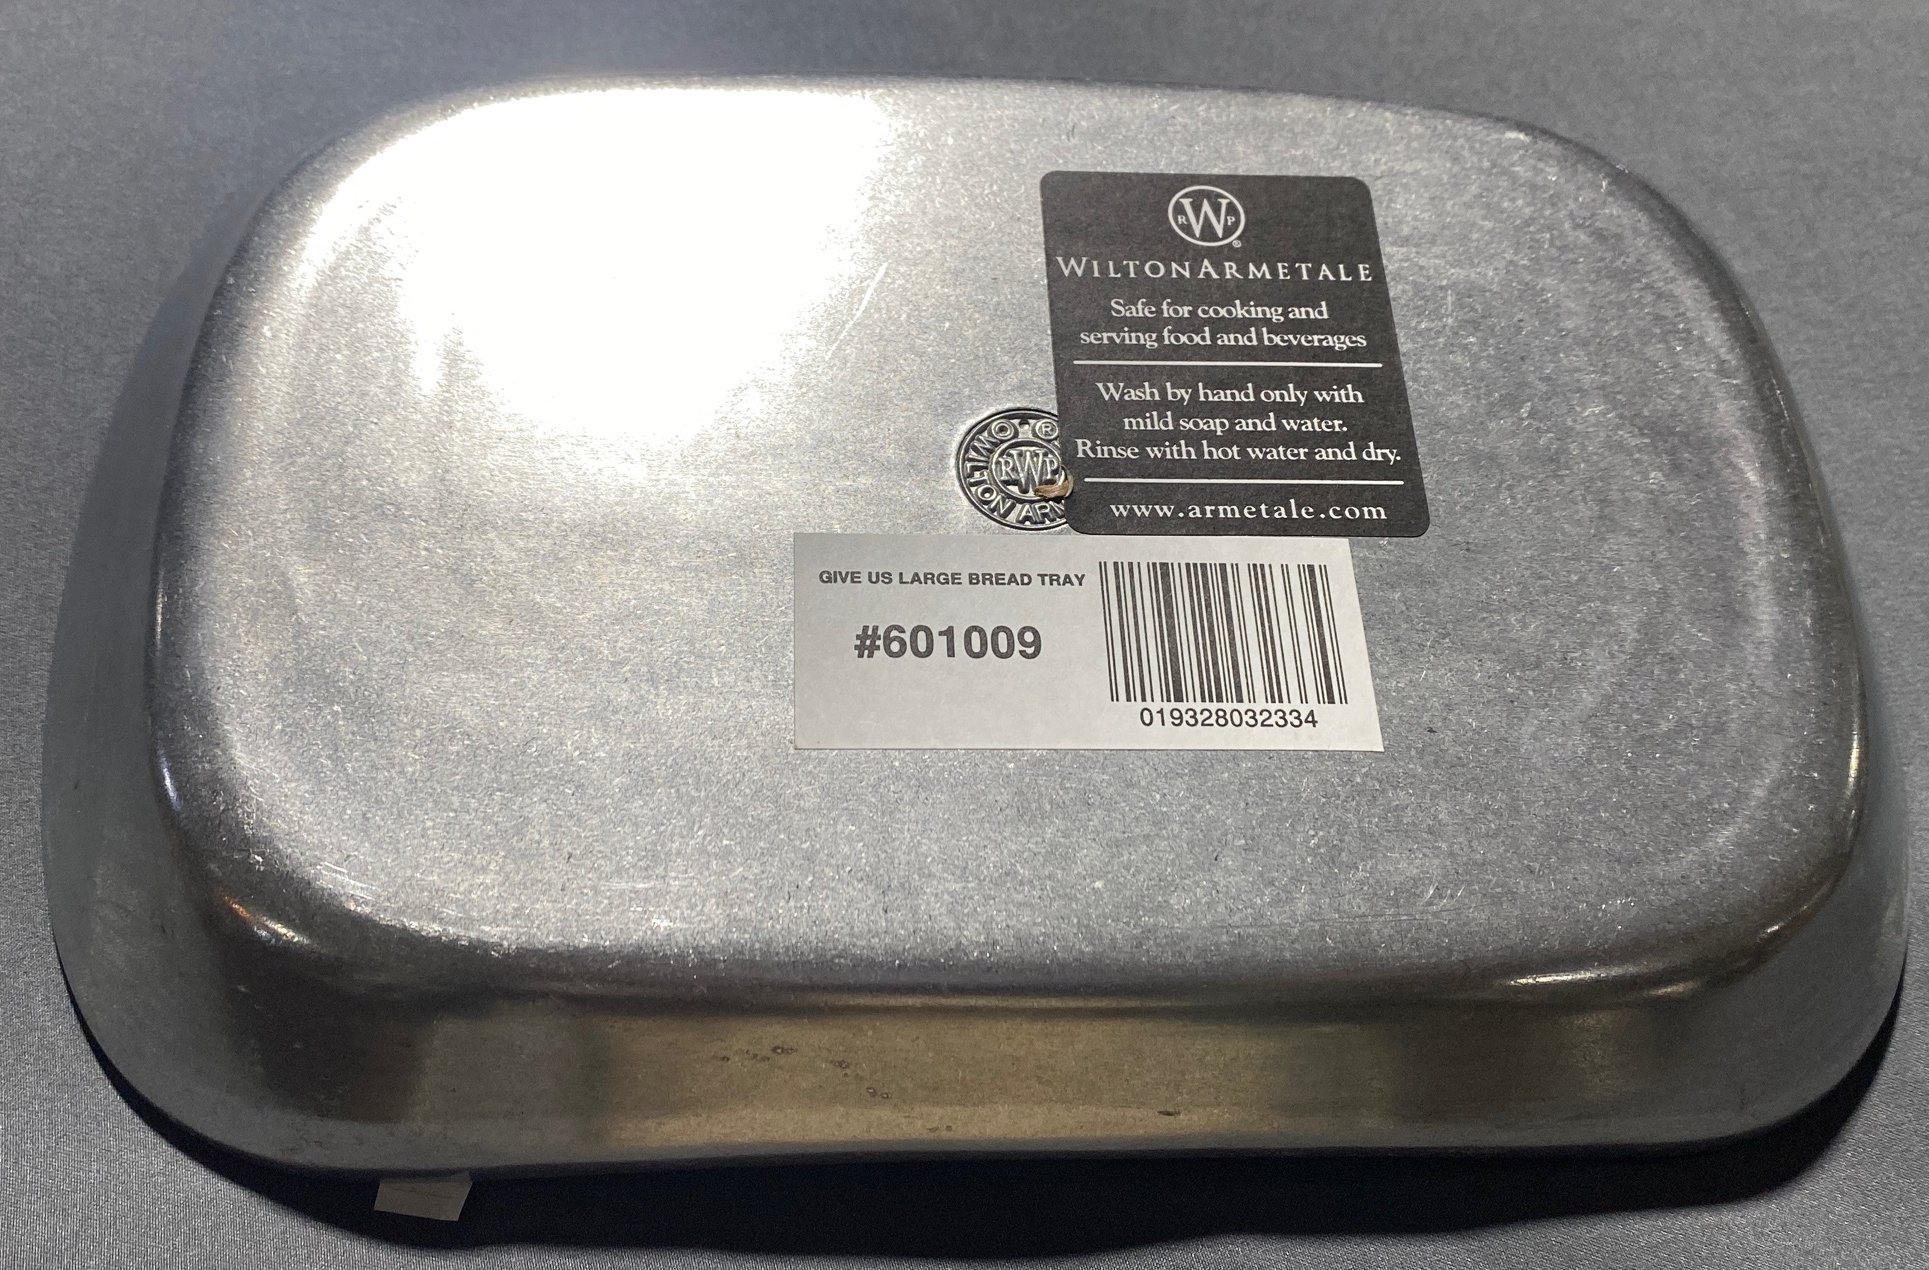 R W P ®
WILTONARMETALE
Safe for cooking and
serving food and beverages
Wash by hand only with
mild soap and water.
Rinse with hot water and dry.
www.armetale.com
WILTON
RWP
®
GIVE US LARGE BREAD TRAY
#601009
019328032334